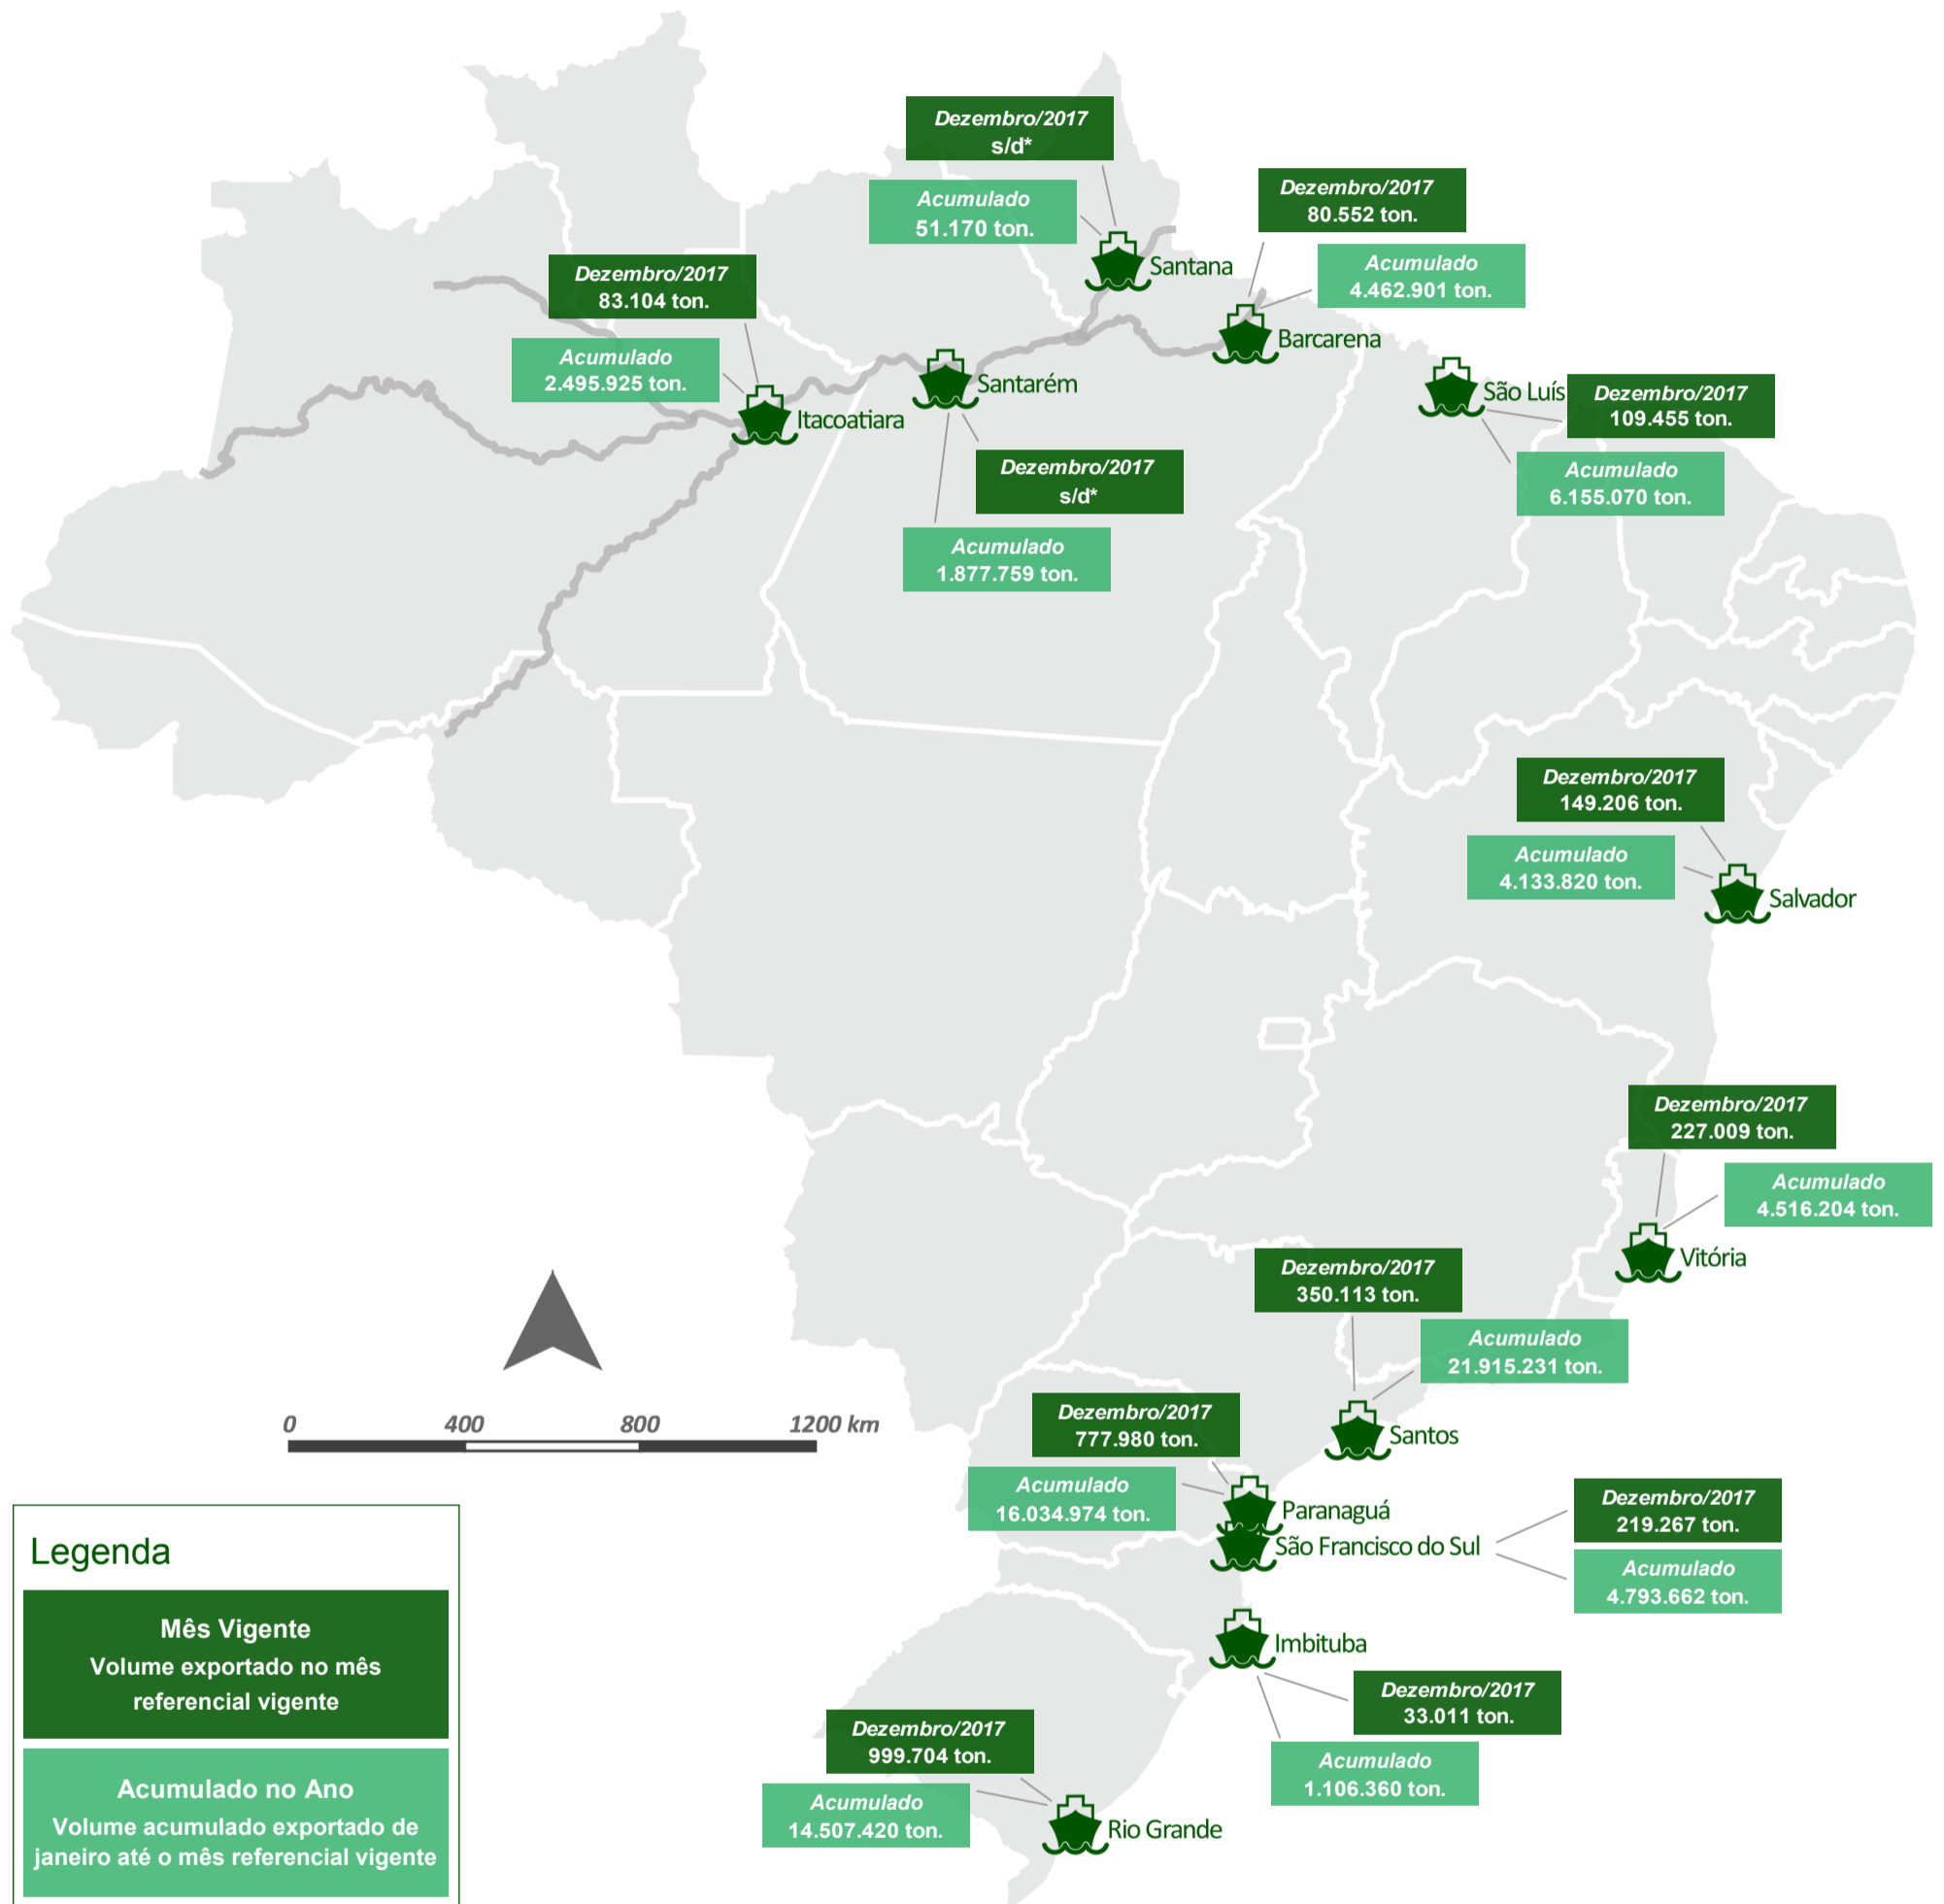 Dezembro/2017
s/d*
Acumulado
51.170 ton.
Santana
Dezembro/2017
80.552 ton.
Acumulado
4.462.901 ton.
Barcarena
Dezembro/2017
83.104 ton.
Acumulado
2.495.925 ton.
Itacoatiara
Santarém
Dezembro/2017
s/d*
Acumulado
1.877.759 ton.
São Luís
Dezembro/2017
109.455 ton.
Acumulado
6.155.070 ton.
Dezembro/2017
149.206 ton.
Acumulado
4.133.820 ton.
Salvador
Dezembro/2017
227.009 ton.
Acumulado
4.516.204 ton.
Vitória
Dezembro/2017
350.113 ton.
Acumulado
21.915.231 ton.
Santos
Dezembro/2017
777.980 ton.
Acumulado
16.034.974 ton.
Paranaguá
São Francisco do Sul
Dezembro/2017
219.267 ton.
Acumulado
4.793.662 ton.
Imbituba
Dezembro/2017
33.011 ton.
Acumulado
1.106.360 ton.
Dezembro/2017
999.704 ton.
Acumulado
14.507.420 ton.
Rio Grande
0 400 800 1200 km
Legenda
Mês Vigente
Volume exportado no mês
referencial vigente
Acumulado no Ano
Volume acumulado exportado de
janeiro até o mês referencial vigente